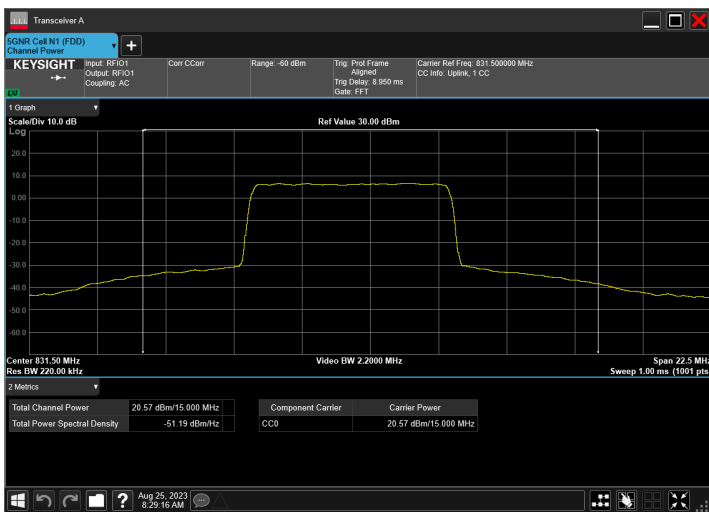 Transceiver A
5GNR Cell N1 (FDD)
Channel Power
KEYSIGHT
LXI
Input: RFIO1
Output: RFIO1
Coupling: AC
Corr CCorr
Range: -60 dBm
Trig: Prot Frame
Aligned
Trig Delay: 8.950 ms
Gate: FFT
Carrier Ref Freq: 831.500000 MHz
CC Info: Uplink, 1 CC
1 Graph
Scale/Div 10.0 dB
Ref Value 30.00 dBm
Log
20.0
10.0
0.00
-10.0
-20.0
-30.0
-40.0
-50.0
-60.0
Center 831.50 MHz
Video BW 2.2000 MHz
Span 22.5 MHz
Res BW 220.00 kHz
Sweep 1.00 ms (1001 pts
2 Metrics
Total Channel Power 20.57 dBm/15.000 MHz
Total Power Spectral Density -51.19 dBm/Hz
Component Carrier Carrier Power
CC0 20.57 dBm/15.000 MHz
Aug 25, 2023
8:29:16 AM